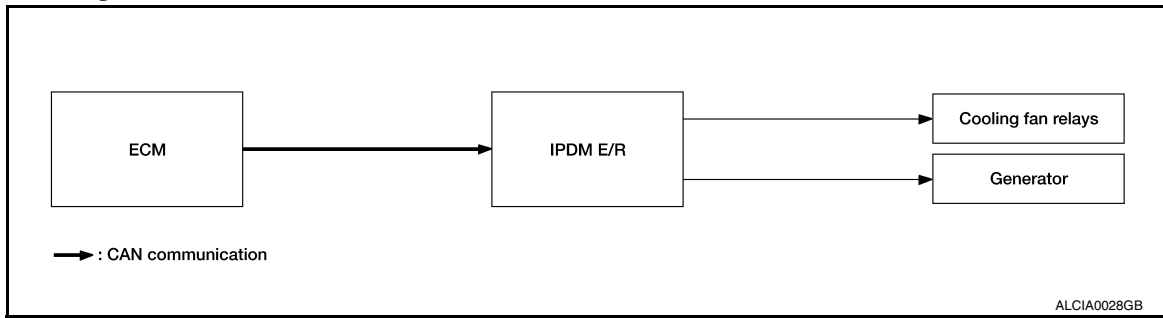 ECM
IPDM E/R
Cooling fan relays
Generator
: CAN communication
ALCIA0028GB